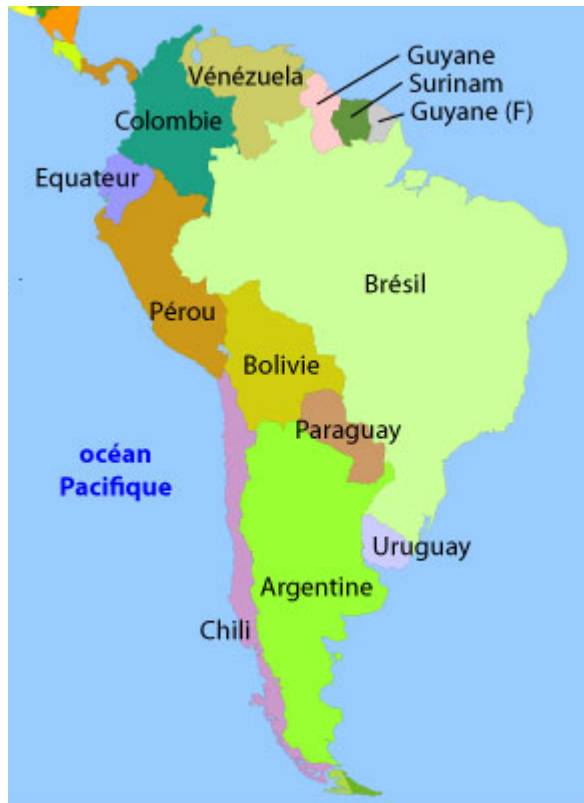 Guyane
Vénézuela
Surinam
Guyane (F)
Colombie
Equateur
Brésil
Pérou
Bolivie
Paraguay
océan
Pacifique
Uruguay
Argentine
Chili